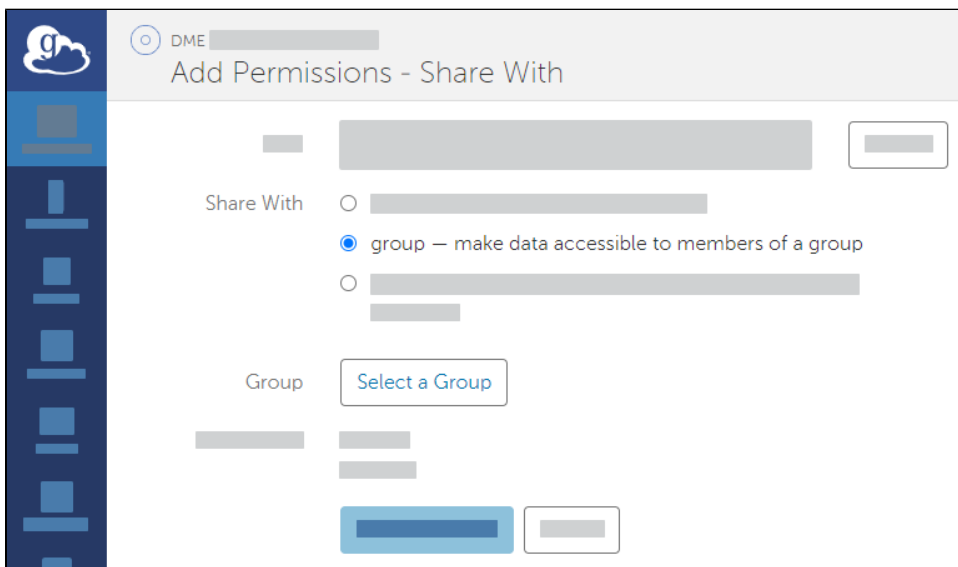 g
DME
Add Permissions - Share With
Share With
group — make data accessible to members of a group
Group
Select a Group